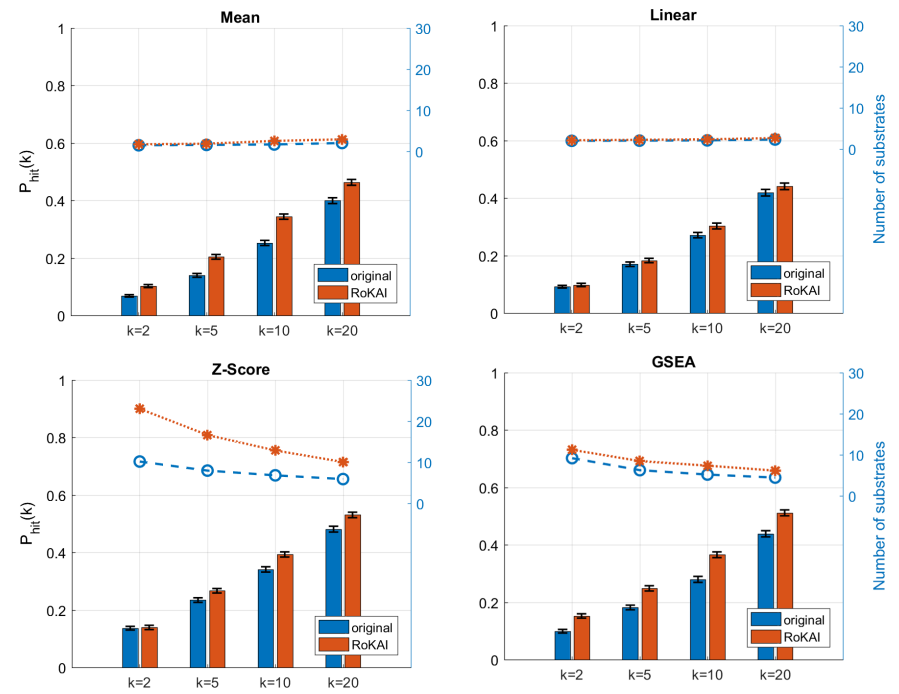 Mean
P_hit(k)
1
0.8
0.6
0.4
0.2
0
30
20
10
0
k=2 k=5 k=10 k=20
original
RoKAI
Linear
1
0.8
0.6
0.4
0.2
0
30
20
10
0
Number of substrates
k=2 k=5 k=10 k=20
original
RoKAI
Z-Score
P_hit(k)
1
0.8
0.6
0.4
0.2
0
30
20
10
0
k=2 k=5 k=10 k=20
original
RoKAI
GSEA
1
0.8
0.6
0.4
0.2
0
30
20
10
0
Number of substrates
k=2 k=5 k=10 k=20
original
RoKAI